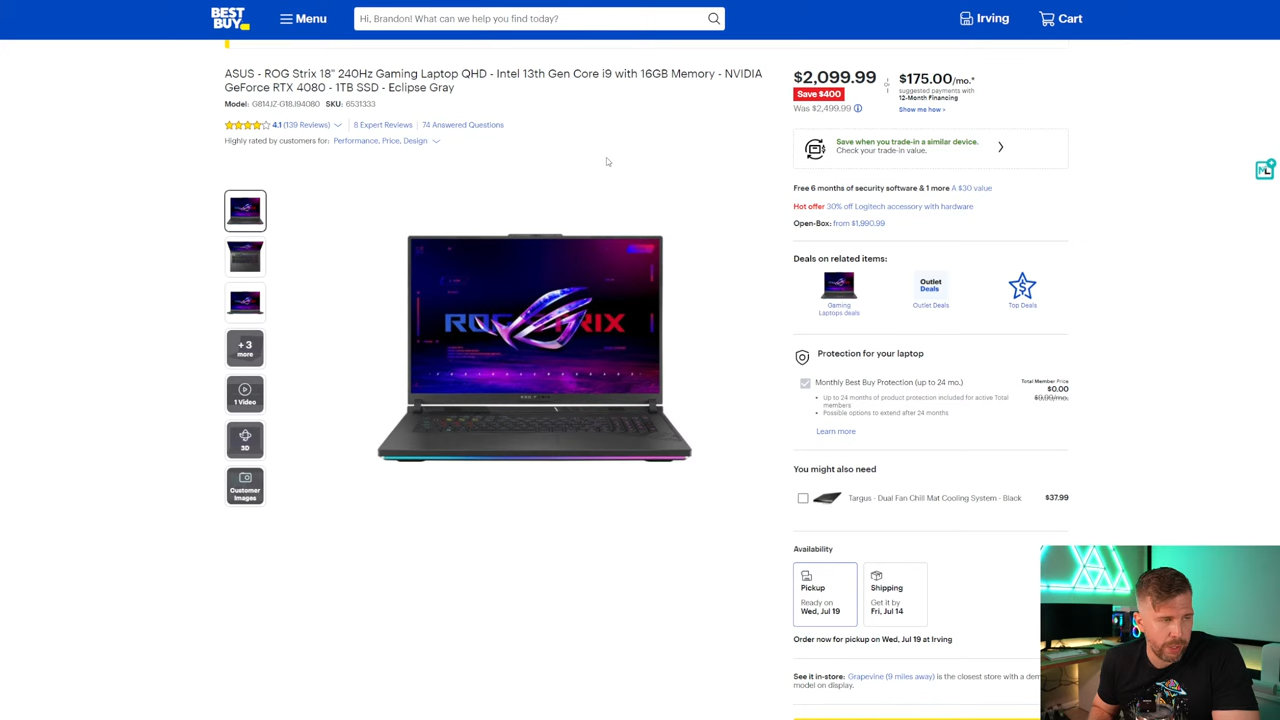 BEST BUY
Menu
Hi, Brandon! What can we help you find today?
Irving
Cart
ASUS - ROG Strix 18" 240Hz Gaming Laptop QHD - Intel 13th Gen Core i9 with 16GB Memory - NVIDIA
GeForce RTX 4080 - 1TB SSD - Eclipse Gray
Model: G814JZ-G18.I94080 SKU: 6531333
4.1 (139 Reviews) 8 Expert Reviews 74 Answered Questions
Highly rated by customers for: Performance, Price, Design
+ 3
more
1 Video
3D
Customer
Images
$2,099.99
Save $400
Was $2,499.99
or
$175.00/mo.*
suggested payments with
12-Month Financing
Show me how >
Save when you trade-in a similar device.
Check your trade-in value.
Free 6 months of security software & 1 more A $30 value
Hot offer 30% off Logitech accessory with hardware
Open-Box: from $1,990.99
Deals on related items:
Gaming
Laptops deals
Outlet
Deals
Outlet Deals
Top Deals
Protection for your laptop
Monthly Best Buy Protection (up to 24 mo.)
Total Member Price
$0.00
• Up to 24 months of product protection included for active Total
members
• Possible options to extend after 24 months
Learn more
You might also need
Targus - Dual Fan Chill Mat Cooling System - Black $37.99
Availability
Pickup
Ready on
Wed, Jul 19
Shipping
Get it by
Fri, Jul 14
Order now for pickup on Wed, Jul 19 at Irving
See it in-store: Grapevine (9 miles away) is the closest store with a
model on display.